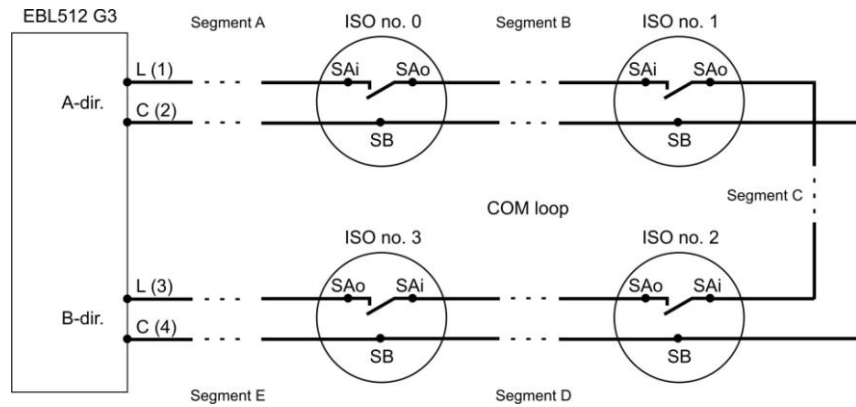 EBL512 G3
Segment A
ISO no. 0
Segment B
ISO no. 1
L (1)
SAi
SAo
SAi
SAo
A-dir.
C (2)
SB
SB
Segment C
COM loop
ISO no. 3
ISO no. 2
L (3)
SAo
SAi
SAo
SAi
B-dir.
C (4)
SB
SB
Segment E
Segment D